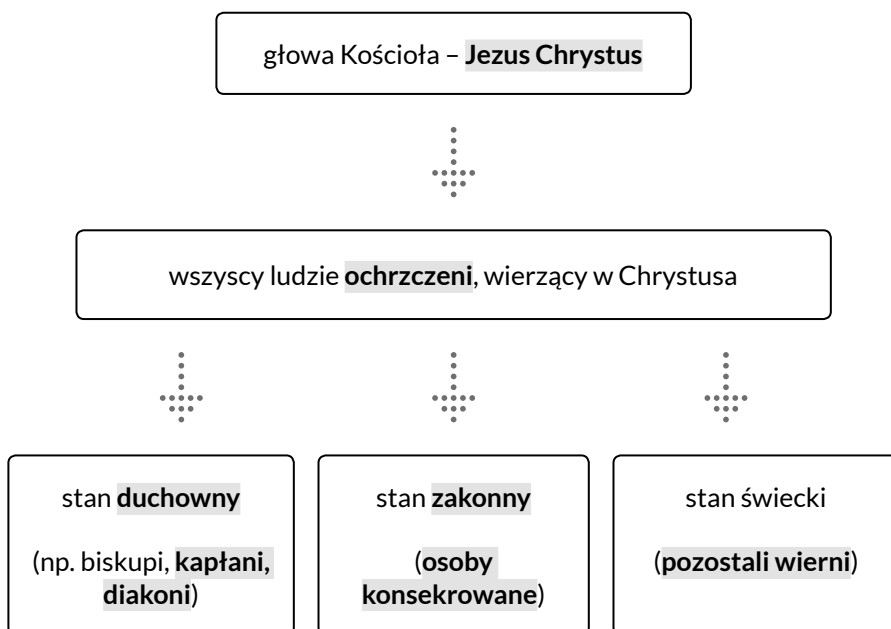 głowa Kościoła – Jezus Chrystus
wszyscy ludzie ochrzczeni, wierzący w Chrystusa
stan duchowny
(np. biskupi, kapłani,
diakoni)
stan zakonny
(osoby
konsekrowane)
stan świecki
(pozostali wierni)